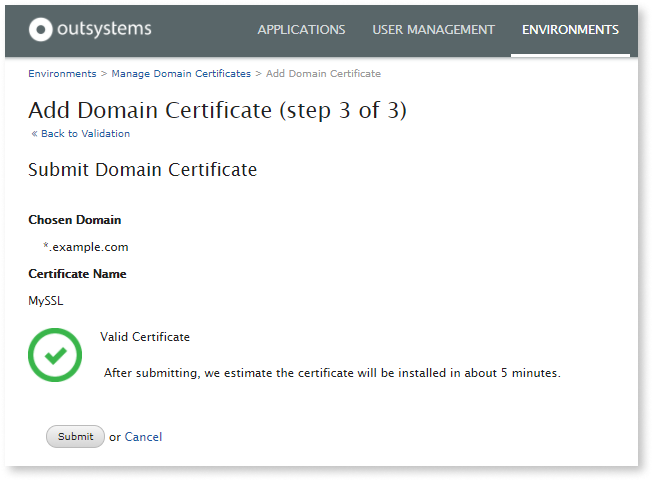 outsystems
APPLICATIONS USER MANAGEMENT ENVIRONMENTS
Environments > Manage Domain Certificates > Add Domain Certificate
Add Domain Certificate (step 3 of 3)
« Back to Validation
Submit Domain Certificate
Chosen Domain
*.example.com
Certificate Name
MySSL
Valid Certificate
After submitting, we estimate the certificate will be installed in about 5 minutes.
Submit or Cancel